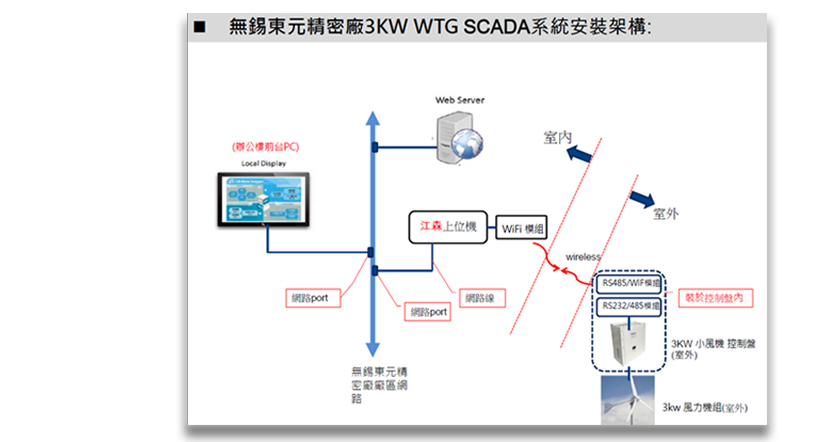 ■ 無錫東元精密廠3KW WTG SCADA系統安裝架構:
Web Server
(辦公樓前台PC)
Local Display
室內
室外
江森上位機
WiFi 模組
wireless
RS485/WiF模組
RS232/485模組
裝於控制盤內
網路port
網路port
網路線
3KW 小風機 控制盤
(室外)
無錫東元精
密廠廠區網
路
3kw 風力機組(室外)